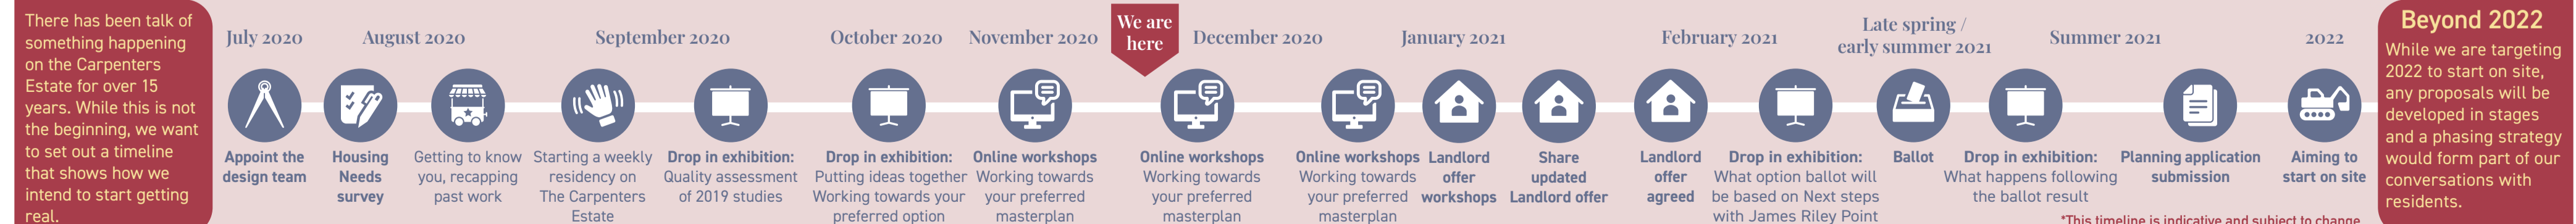 There has been talk of
something happening
on the Carpenters
Estate for over 15
years. While this is not
the beginning, we want
to set out a timeline
that shows how we
intend to start getting
real.
July 2020
Appoint the
design team
August 2020
Housing
Needs
survey
Getting to know
you, recapping
past work
September 2020
Starting a weekly
residency on
The Carpenters
Estate
Drop in exhibition:
Quality assessment
of 2019 studies
October 2020
Drop in exhibition:
Putting ideas together
Working towards your
preferred option
November 2020
Online workshops
Working towards
your preferred
masterplan
We are
here
December 2020
Online workshops
Working towards
your preferred
masterplan
January 2021
Online workshops
Working towards
your preferred
masterplan
Landlord
offer
workshops
Share
updated
Landlord offer
February 2021
Landlord
offer
agreed
Drop in exhibition:
What option ballot will
be based on Next steps
with James Riley Point
Late spring /
early summer 2021
Ballot
Drop in exhibition:
What happens following
the ballot result
Summer 2021
Planning application
submission
2022
Aiming to
start on site
*This timeline is indicative and subject to change
Beyond 2022
While we are targeting
2022 to start on site,
any proposals will be
developed in stages
and a phasing strategy
would form part of our
conversations with
residents.